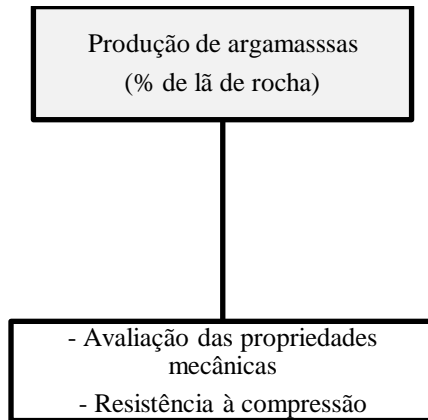 Produção de argamasssas
(% de lã de rocha)
- Avaliação das propriedades
mecânicas
- Resistência à compressão